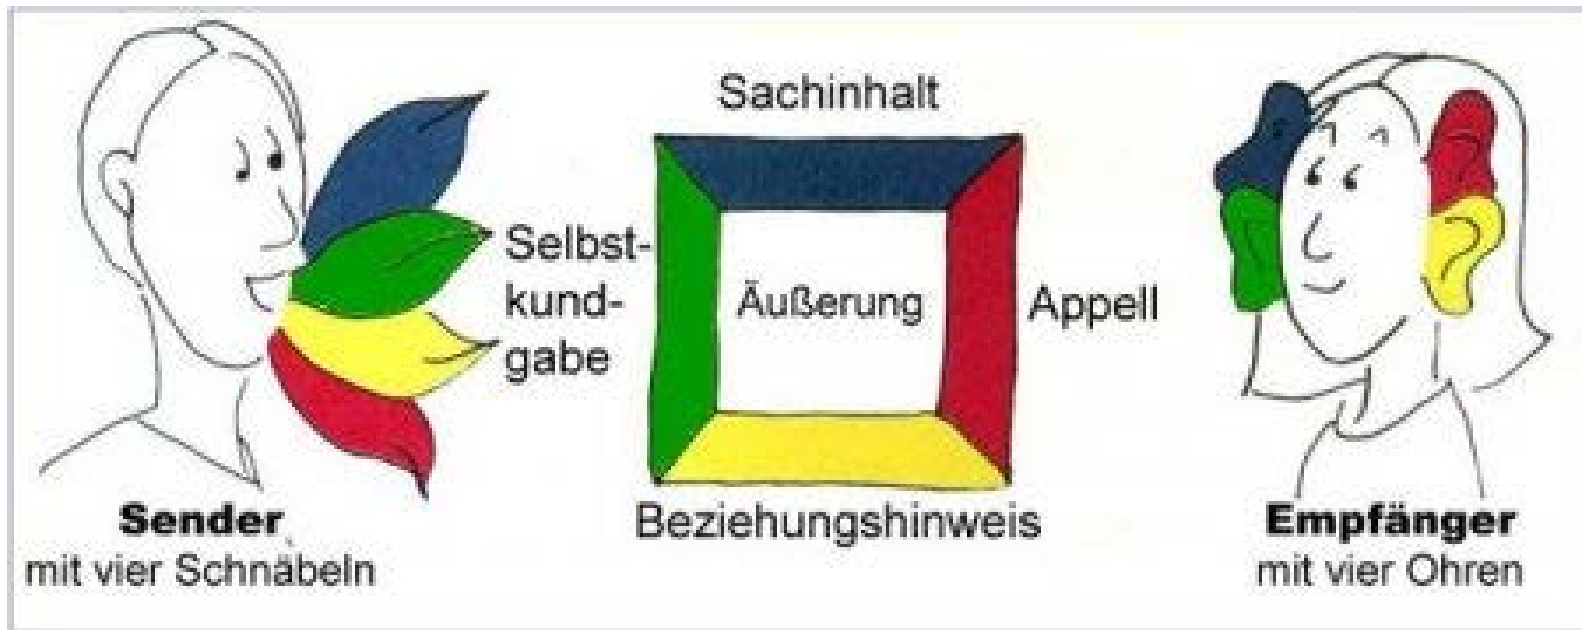 Sachinhalt
Selbst-
kund-
gabe
Äußerung
Appell
Beziehungshinweis
Sender
mit vier Schnäbeln
Empfänger
mit vier Ohren